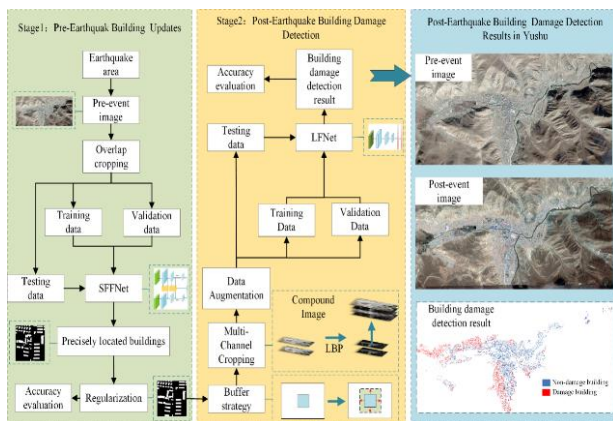 Stage1: Pre-Earthquak Building Updates
Earthquake
area
Pre-event
image
Overlap
cropping
Training
data
Validation
data
Testing
data
SFFNet
Precisely located buildings
Accuracy
evaluation
Regularization
Stage2: Post-Earthquake Building Damage
Detection
Accuracy
evaluation
Building
damage
detection
result
Testing
data
LFNet
Training
Data
Validation
Data
Data
Augmentation
Multi-
Channel
Cropping
Buffer
strategy
Compound
Image
LBP
Post-Earthquake Building Damage Detection
Results in Yushu
Pre-event
image
Post-event
image
Building damage
detection result
Non-damage building
Damage building